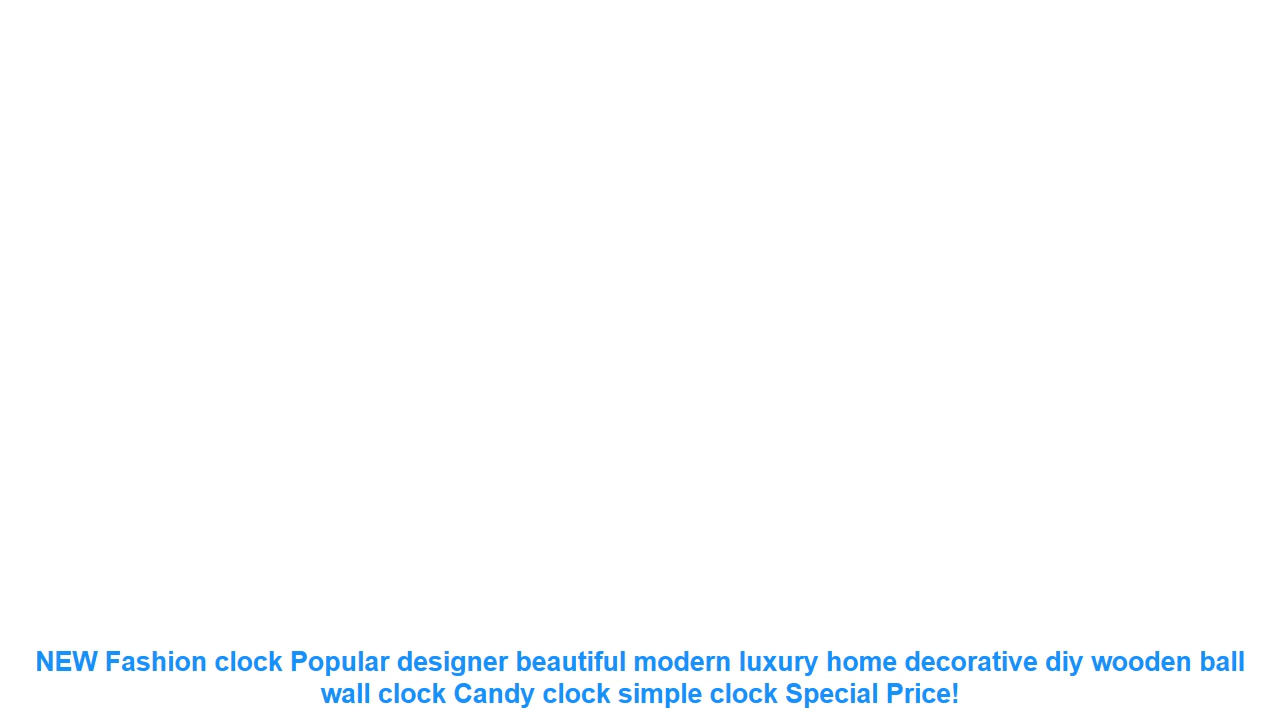 NEW Fashion clock Popular designer beautiful modern luxury home decorative diy wooden ball
wall clock Candy clock simple clock Special Price!